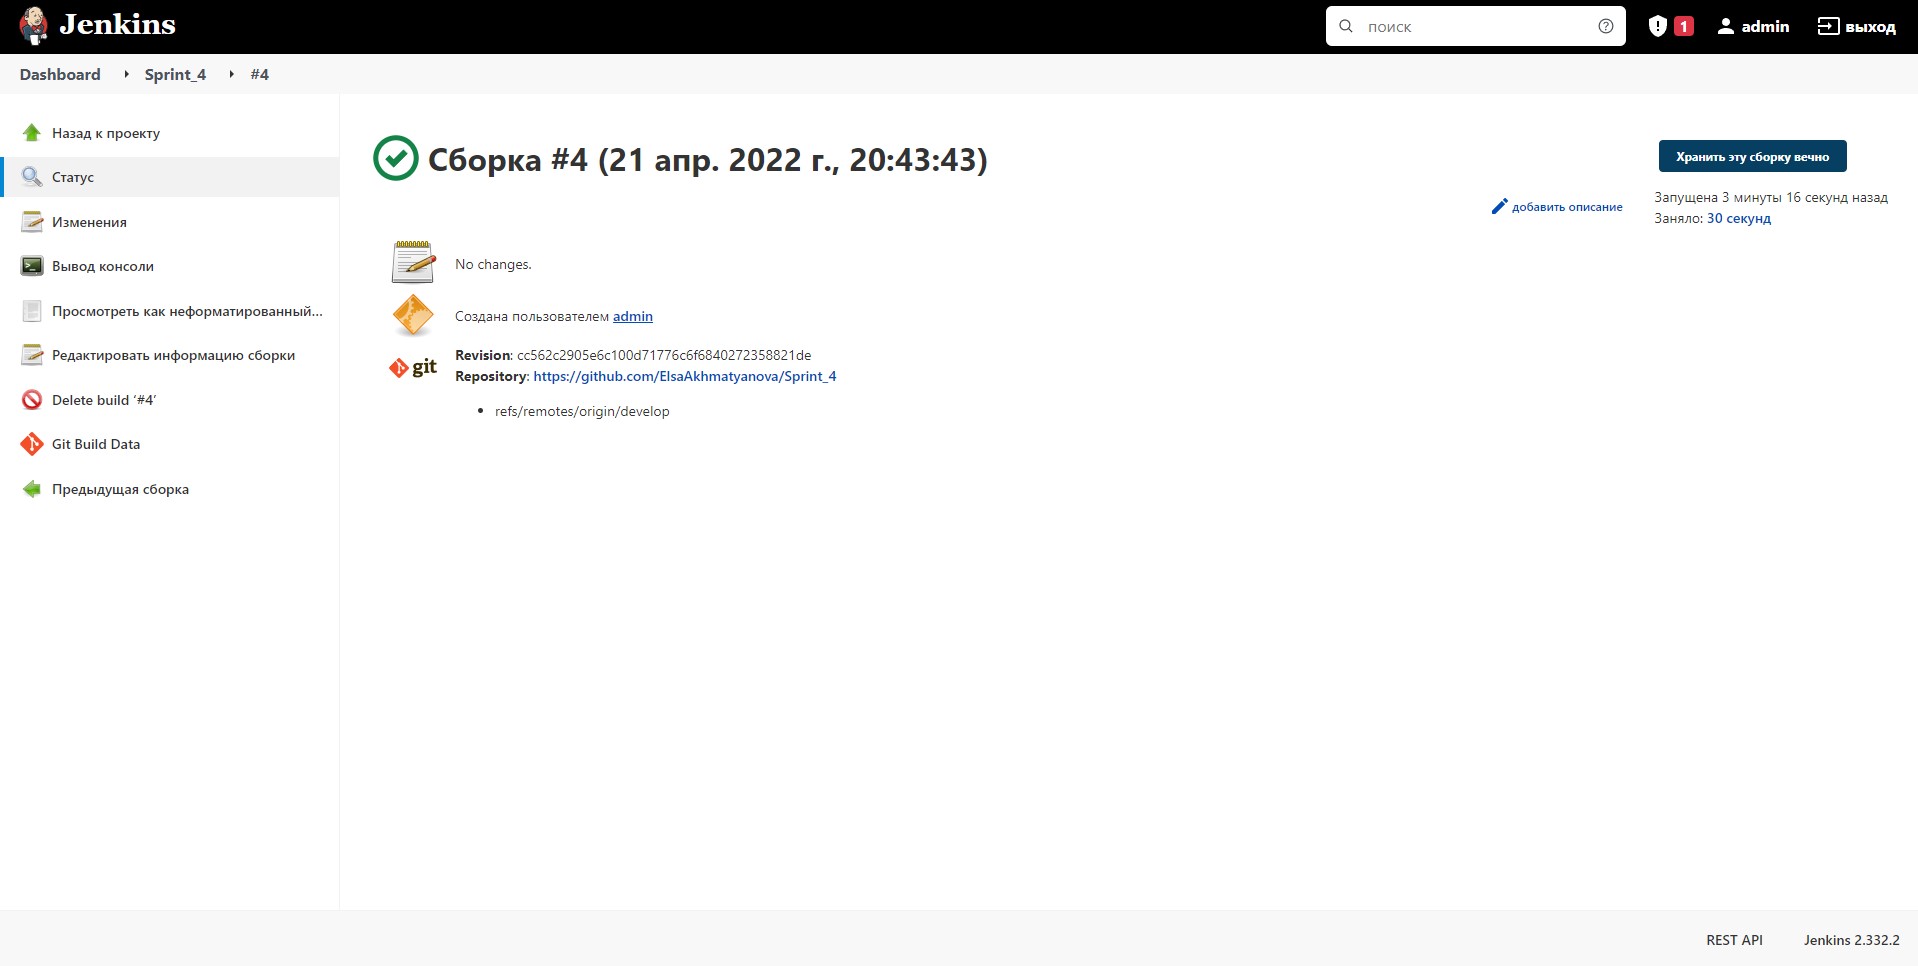 Jenkins
поиск
1
admin
выход
Dashboard
Sprint_4
#4
Назад к проекту
Статус
Изменения
Вывод консоли
Просмотреть как неформатированный...
Редактировать информацию сборки
Delete build ‘#4’
Git Build Data
Предыдущая сборка
Сборка #4 (21 апр. 2022 г., 20:43:43)
Хранить эту сборку вечно
добавить описание
Запущена 3 минуты 16 секунд назад
Заняло: 30 секунд
No changes.
Создана пользователем admin
git
Revision: cc562c2905e6c100d71776c6f6840272358821de
Repository: https://github.com/ElsaAkhmatyanova/Sprint_4
refs/remotes/origin/develop
REST API
Jenkins 2.332.2